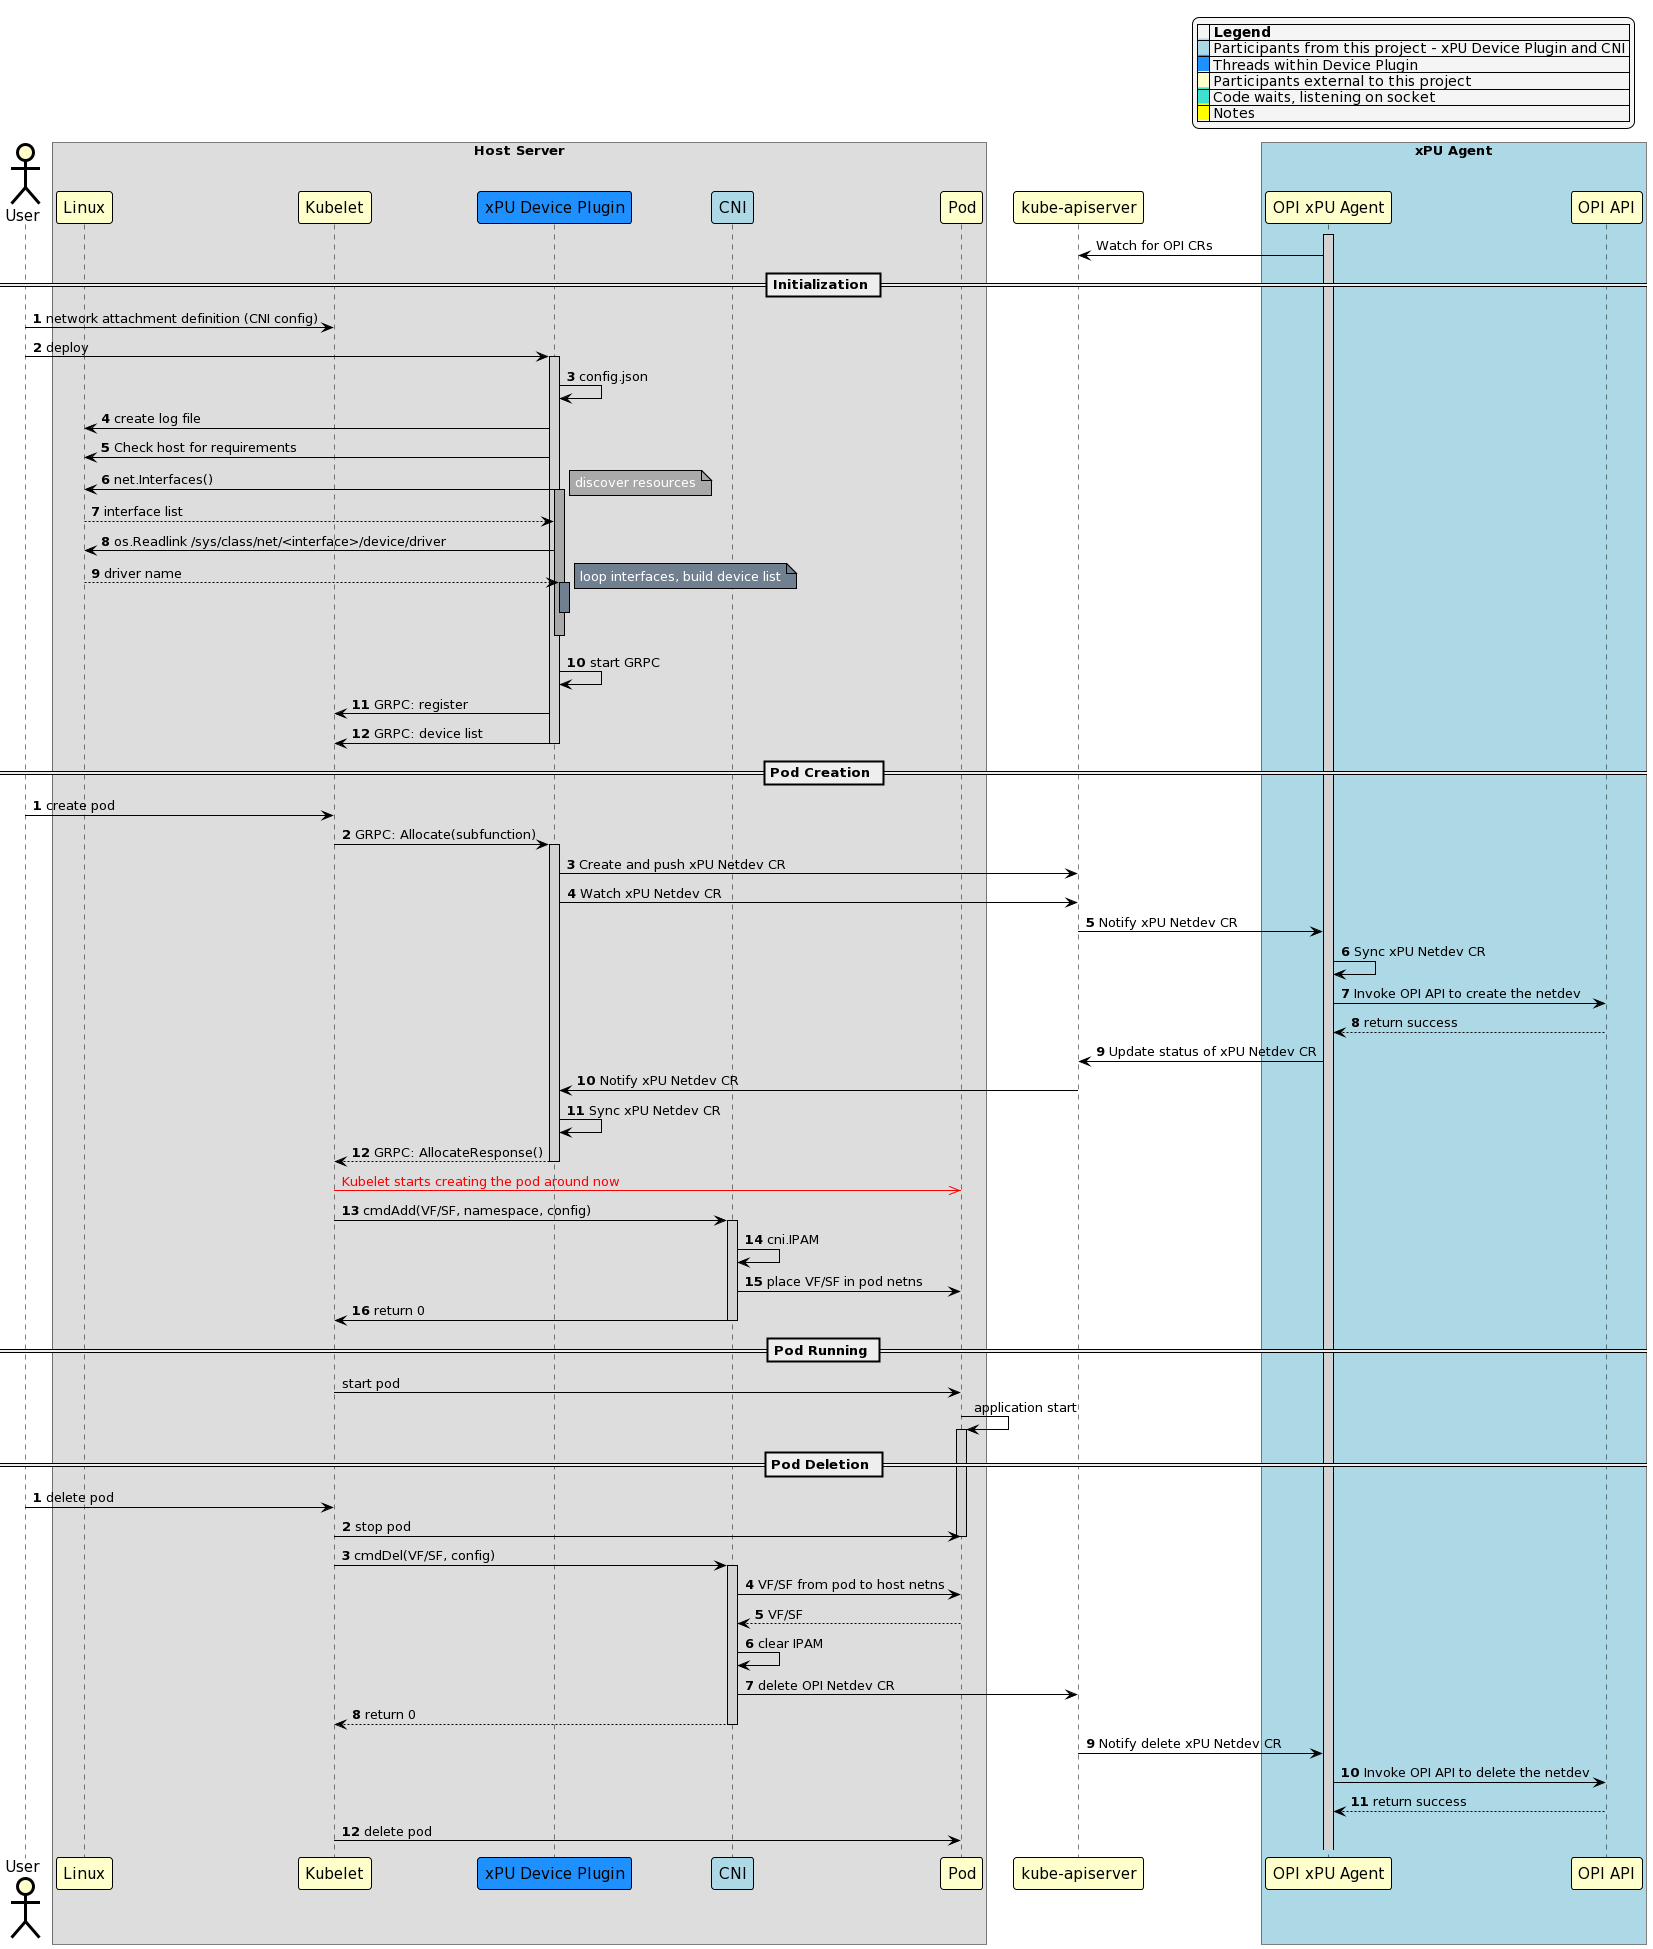 Legend
Participants from this project - xPU Device Plugin and CNI
Threads within Device Plugin
Participants external to this project
Code waits, listening on socket
Notes
Host Server
xPU Agent
User
Linux
Kubelet
xPU Device Plugin
CNI
Pod
kube-apiserver
OPI xPU Agent
OPI API
Watch for OPI CRs
Initialization
1 network attachment definition (CNI config)
2 deploy
3 config.json
4 create log file
5 Check host for requirements
6 net.Interfaces()
discover resources
7 interface list
8 os.Readlink /sys/class/net/<interface>/device/driver
9 driver name
loop interfaces, build device list
10 start GRPC
11 GRPC: register
12 GRPC: device list
Pod Creation
1 create pod
2 GRPC: Allocate(subfunction)
3 Create and push xPU Netdev CR
4 Watch xPU Netdev CR
5 Notify xPU Netdev CR
6 Sync xPU Netdev CR
7 Invoke OPI API to create the netdev
8 return success
9 Update status of xPU Netdev CR
10 Notify xPU Netdev CR
11 Sync xPU Netdev CR
12 GRPC: AllocateResponse()
Kubelet starts creating the pod around now
13 cmdAdd(VF/SF, namespace, config)
14 cni.IPAM
15 place VF/SF in pod netns
16 return 0
Pod Running
start pod
application start
Pod Deletion
1 delete pod
2 stop pod
3 cmdDel(VF/SF, config)
4 VF/SF from pod to host netns
5 VF/SF
6 clear IPAM
7 delete OPI Netdev CR
8 return 0
9 Notify delete xPU Netdev CR
10 Invoke OPI API to delete the netdev
11 return success
12 delete pod
User
Linux
Kubelet
xPU Device Plugin
CNI
Pod
kube-apiserver
OPI xPU Agent
OPI API